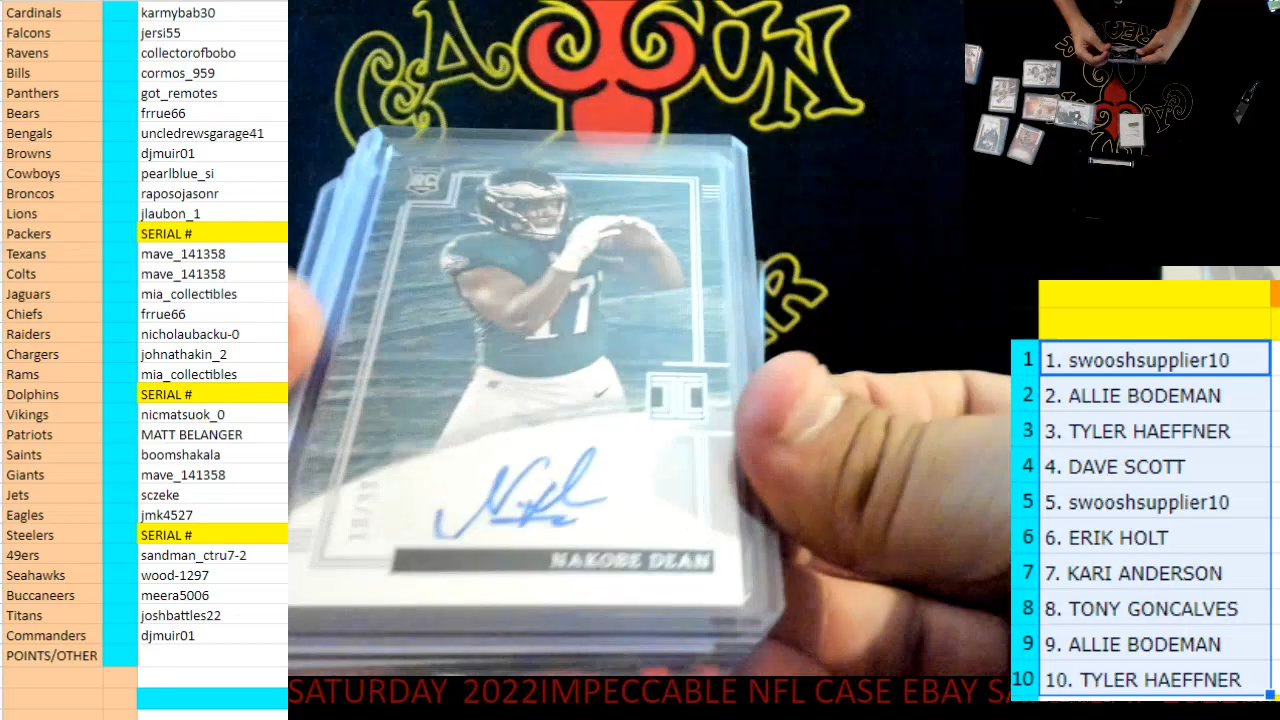 Cardinals karmybab30
Falcons jersi55
Ravens collectorofbobo
Bills cormos_959
Panthers got_remotes
Bears frrue66
Bengals uncledrewsgarage41
Browns djmuir01
Cowboys pearlblue_si
Broncos raposojasonr
Lions jlaubon_1
Packers SERIAL #
Texans mave_141358
Colts mave_141358
Jaguars mia_collectibles
Chiefs frrue66
Raiders nicholaubacku-0
Chargers johnathakin_2
Rams mia_collectibles
Dolphins SERIAL #
Vikings nicmatsuok_0
Patriots MATT BELANGER
Saints boomshakala
Giants mave_141358
Jets sczeke
Eagles jmk4527
Steelers SERIAL #
49ers sandman_ctru7-2
Seahawks wood-1297
Buccaneers meera5006
Titans joshbattles22
Commanders djmuir01
POINTS/OTHER
RC
17
NAKOBE DEAN
1 1. swooshsupplier10
2 2. ALLIE BODEMAN
3 3. TYLER HAEFFNER
4 4. DAVE SCOTT
5 5. swooshsupplier10
6 6. ERIK HOLT
7 7. KARI ANDERSON
8 8. TONY GONCALVES
9 9. ALLIE BODEMAN
10 10. TYLER HAEFFNER
SATURDAY 2022IMPECCABLE NFL CASE EBAY